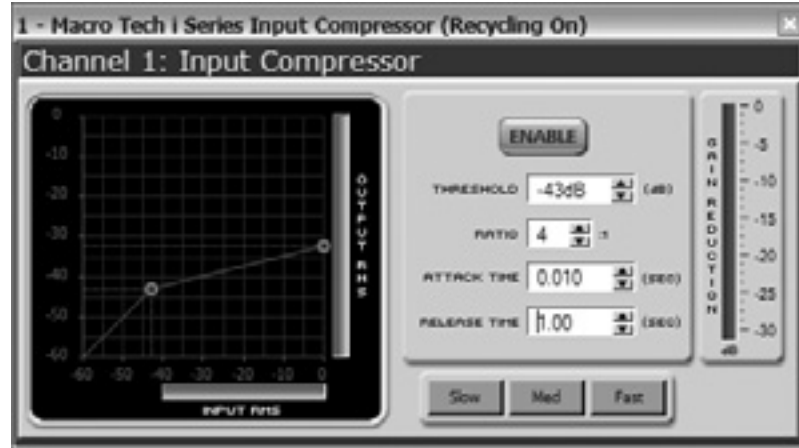 1 - Macro Tech i Series Input Compressor (Recycling On)
Channel 1: Input Compressor
0
-10
-20
-30
-40
-50
-60
-60 -50 -40 -30 -20 -10 0
INPUT RMS
OUTPUT RMS
ENABLE
THRESHOLD -43dB (dB)
RATIO 4 :1
ATTACK TIME 0.010 (SEC)
RELEASE TIME 1.00 (SEC)
Slow Med Fast
GAIN REDUCTION
0
-5
-10
-15
-20
-25
-30
dB